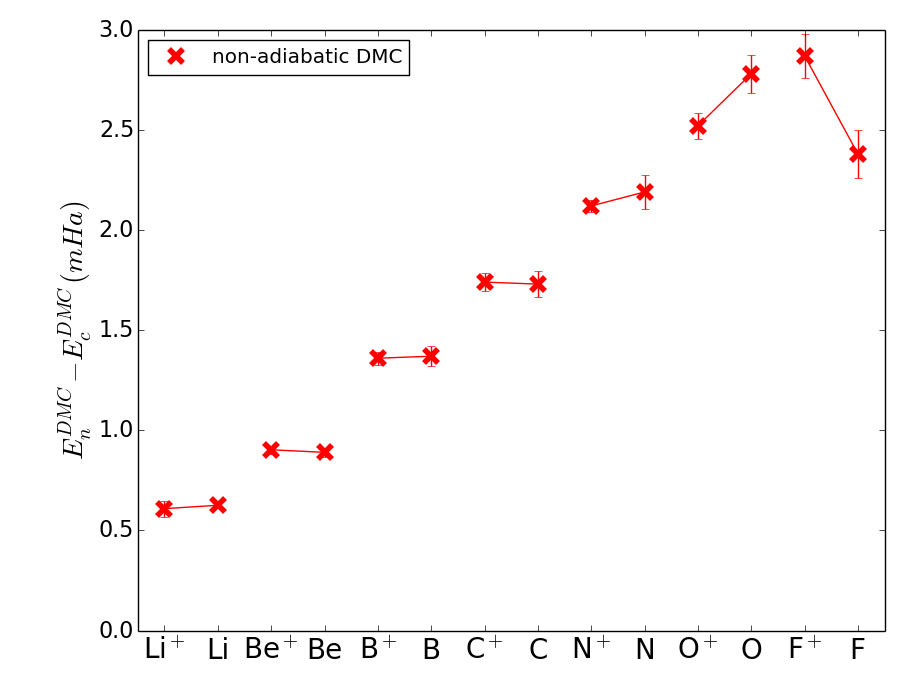 non-adiabatic DMC
3.0
2.5
2.0
1.5
1.0
0.5
0.0
E_n^{DMC} − E_c^{DMC} (mHa)
Li⁺ Li Be⁺ Be B⁺ B C⁺ C N⁺ N O⁺ O F⁺ F